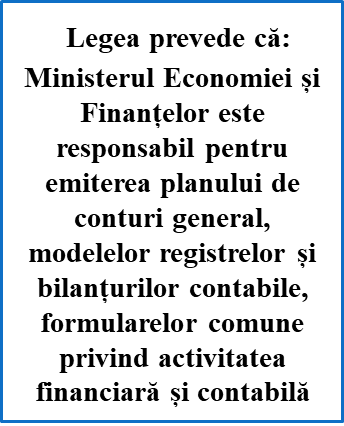 Legea prevede că:
Ministerul Economiei și
Finanțelor este
responsabil pentru
emiterea planului de
conturi general,
modelelor registrelor și
bilanțurilor contabile,
formularelor comune
privind activitatea
financiară și contabilă